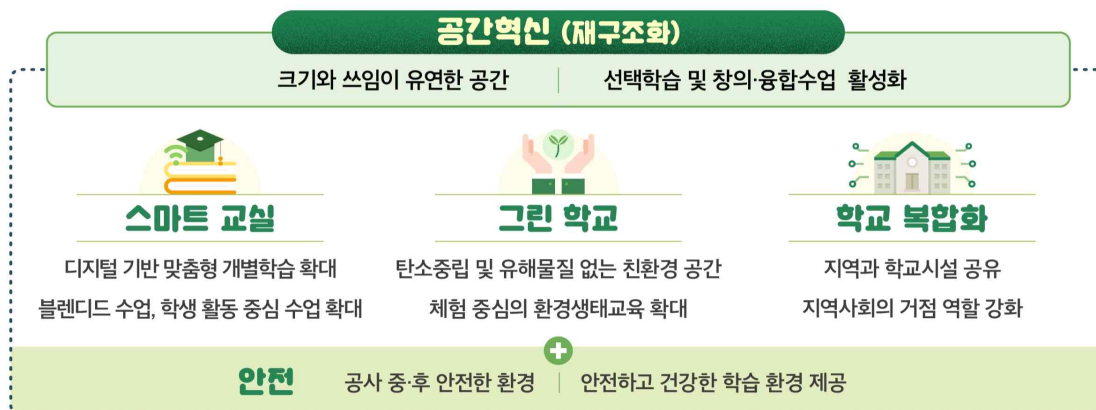 공간혁신 (재구조화)
크기와 쓰임이 유연한 공간
선택학습 및 창의·융합수업 활성화
스마트 교실
디지털 기반 맞춤형 개별학습 확대
블렌디드 수업, 학생 활동 중심 수업 확대
그린 학교
탄소중립 및 유해물질 없는 친환경 공간
체험 중심의 환경생태교육 확대
학교 복합화
지역과 학교시설 공유
지역사회의 거점 역할 강화
안전
공사 중·후 안전한 환경
안전하고 건강한 학습 환경 제공